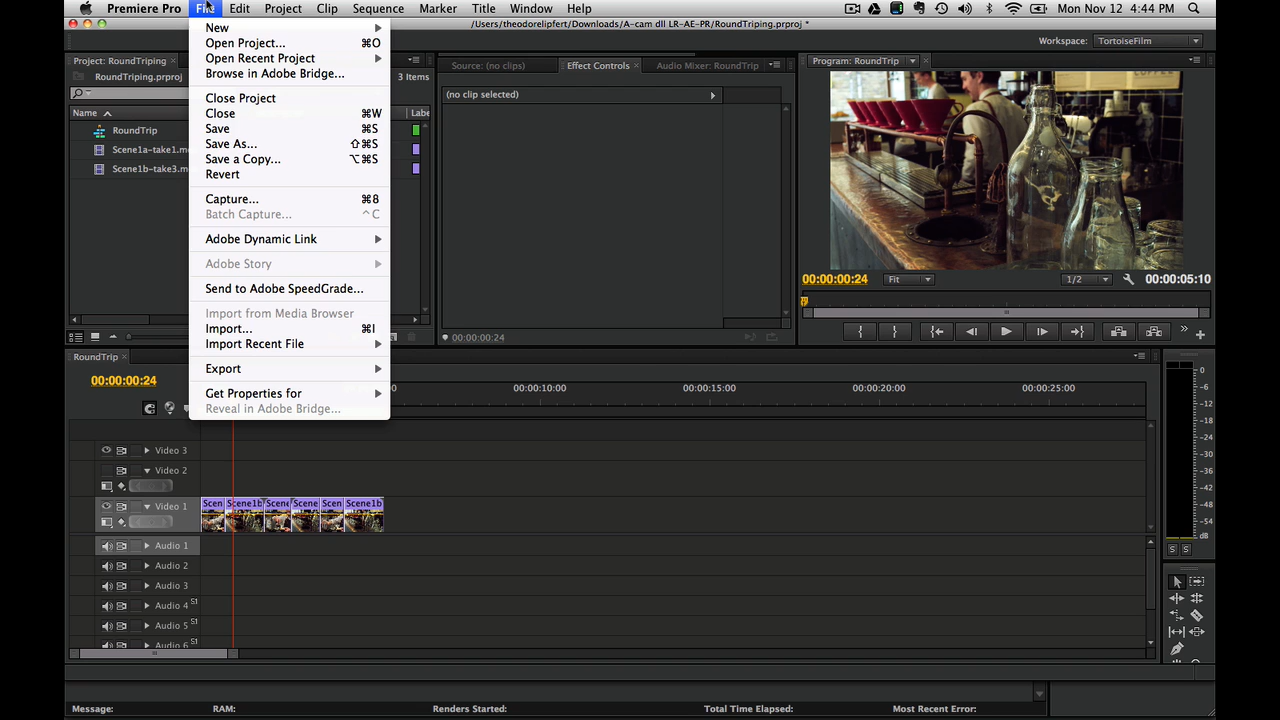 Premiere Pro File Edit Project Clip Sequence Marker Title Window Help Mon Nov 12 4:44 PM
/Users/theodorelipfert/Downloads/A-cam dll LR-AE-PR/RoundTriping.prproj *
Workspace: TortoiseFilm
Project: RoundTriping
RoundTriping.prproj 3 Items
Name Labe
RoundTrip
Scene1a-take1.m
Scene1b-take3.m
New
Open Project... ⌘O
Open Recent Project
Browse in Adobe Bridge...
Close Project
Close ⌘W
Save ⌘S
Save As... ⇧⌘S
Save a Copy... ⌥⌘S
Revert
Capture... ⌘8
Batch Capture... ^C
Adobe Dynamic Link
Adobe Story
Send to Adobe SpeedGrade...
Import from Media Browser
Import... ⌘I
Import Recent File
Export
Get Properties for
Reveal in Adobe Bridge...
Source: (no clips) Effect Controls Audio Mixer: RoundTrip
(no clip selected)
00:00:00:24
Program: RoundTrip
COFFEE
00:00:00:24 Fit 1/2 00:00:05:10
RoundTrip
00:00:00:24
00:00:10:00 00:00:15:00 00:00:20:00 00:00:25:00
Video 3
Video 2
Video 1 Scen Scene1b Scene Scene Scen Scene1b
Audio 1
Audio 2
Audio 3
Audio 4 S1
Audio 5 S1
Audio 6 S1
0
-6
-12
-18
-24
-30
-36
-42
-48
-54
dB
S S
Message: RAM: Renders Started: Total Time Elapsed: Most Recent Error: